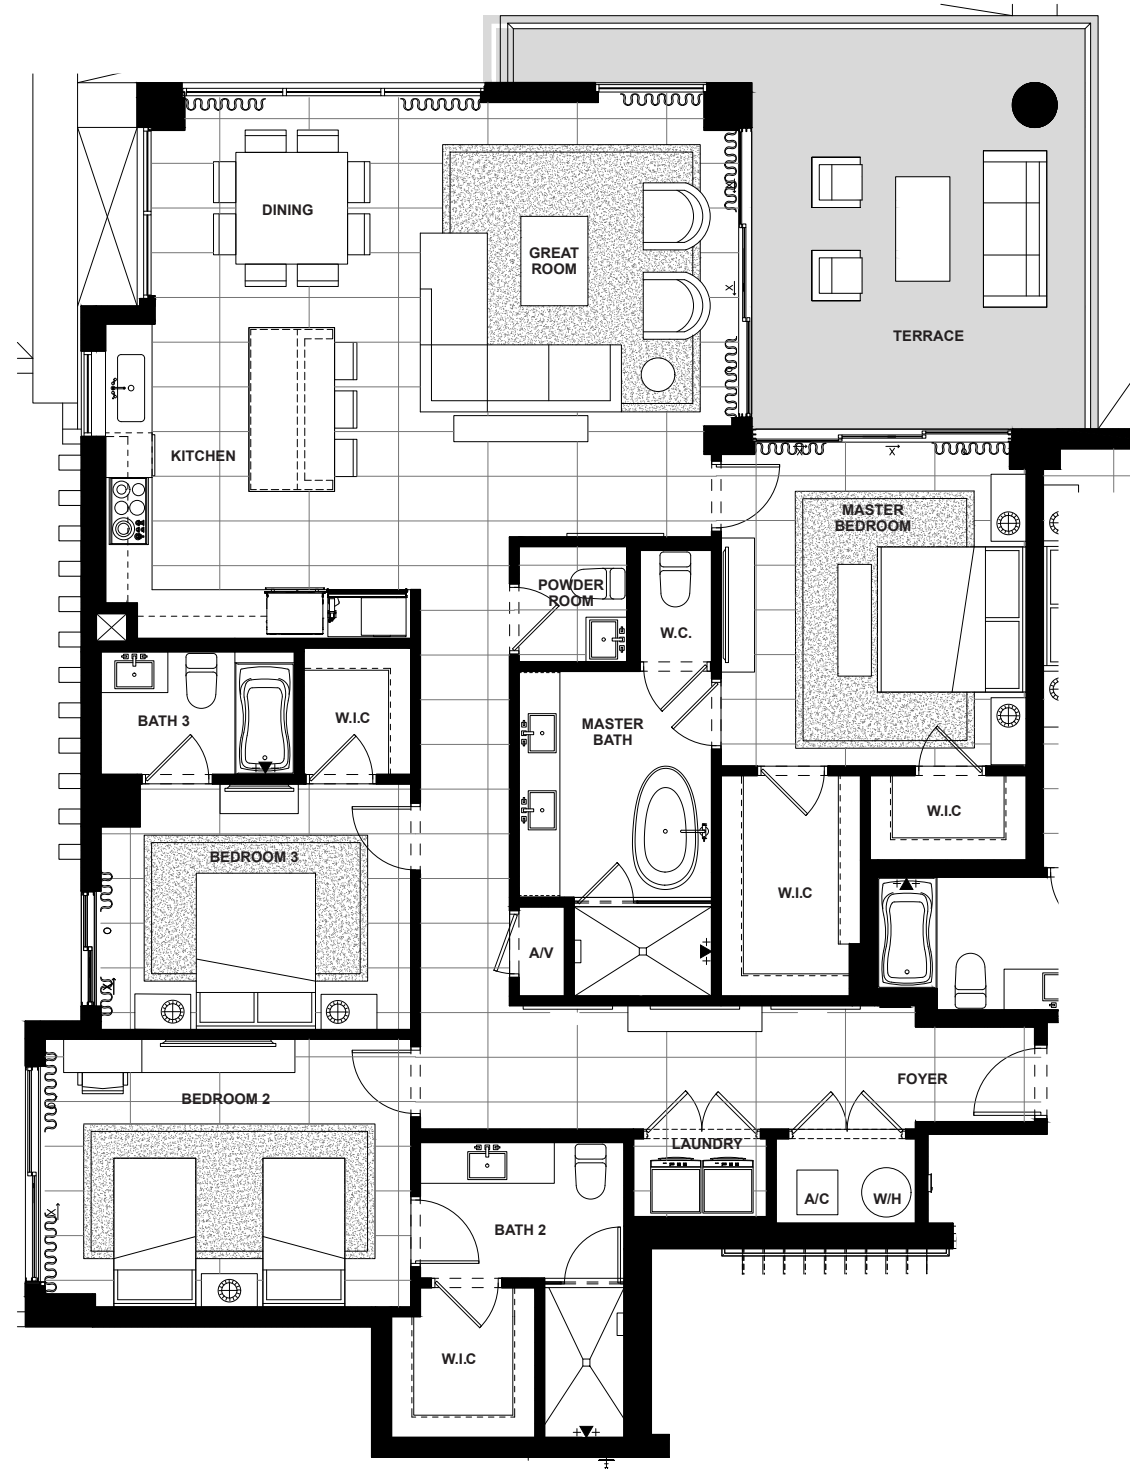 DINING
GREAT
ROOM
TERRACE
KITCHEN
MASTER
BEDROOM
POWDER
ROOM
W.C.
BATH 3
W.I.C
MASTER
BATH
W.I.C
BEDROOM 3
W.I.C
A/V
FOYER
BEDROOM 2
LAUNDRY
A/C
W/H
BATH 2
W.I.C